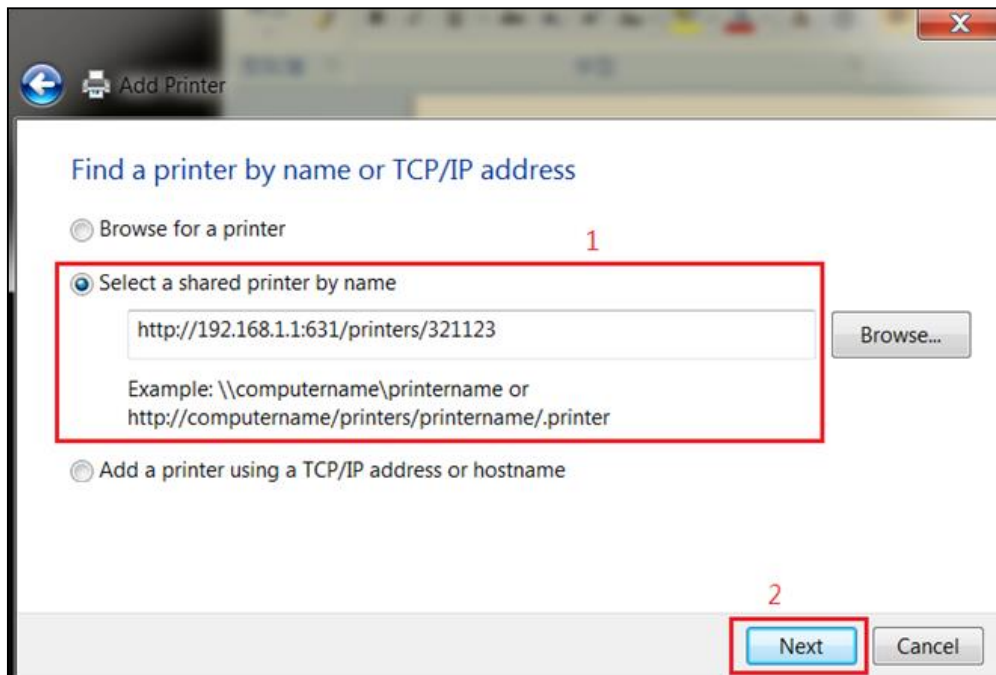 X
Add Printer
Find a printer by name or TCP/IP address
Browse for a printer
1
Select a shared printer by name
http://192.168.1.1:631/printers/321123
Browse...
Example: \\computername\printername or
http://computername/printers/printername/.printer
Add a printer using a TCP/IP address or hostname
2
Next
Cancel